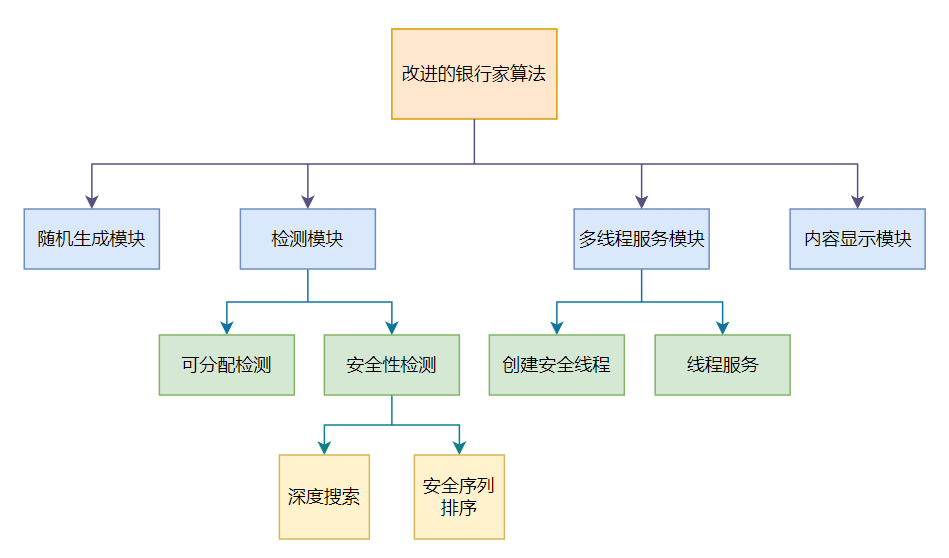 改进的银行家算法
随机生成模块
检测模块
多线程服务模块
内容显示模块
可分配检测
安全性检测
创建安全线程
线程服务
深度搜索
安全序列
排序